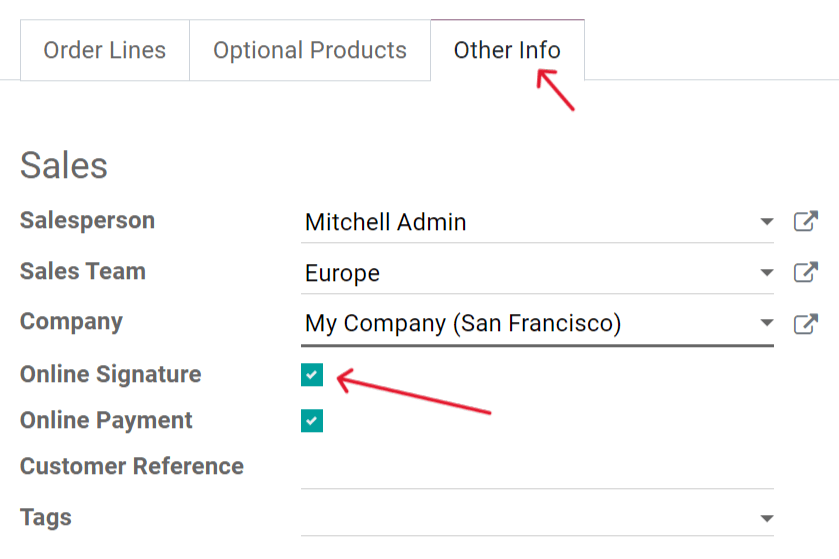 Order Lines Optional Products Other Info
Sales
Salesperson Mitchell Admin
Sales Team Europe
Company My Company (San Francisco)
Online Signature
Online Payment
Customer Reference
Tags